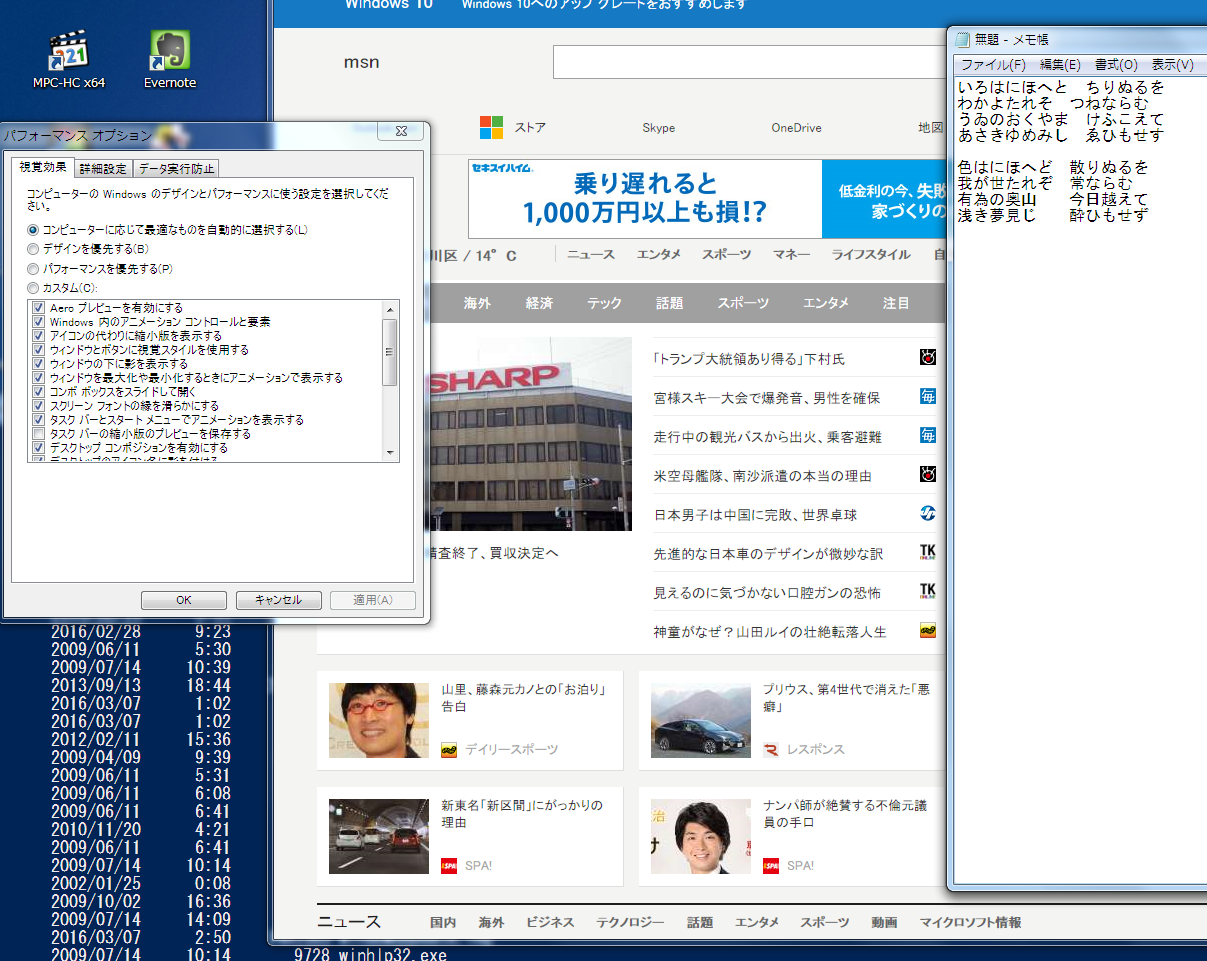 Windows 10 Windows 10へのアップグレードをおすすめします
MPC-HC x64
Evernote
msn
ストア Skype OneDrive 地図
セキスイハイム
乗り遅れると
1,000万円以上も損!?
低金利の今、失敗
家づくりの
川区 / 14°C ニュース エンタメ スポーツ マネー ライフスタイル 自
海外 経済 テック 話題 スポーツ エンタメ 注目
SHARP
精査終了、買収決定へ
「トランプ大統領あり得る」下村氏
宮様スキー大会で爆発音、男性を確保
走行中の観光バスから出火、乗客避難
米空母艦隊、南沙派遣の本当の理由
日本男子は中国に完敗、世界卓球
先進的な日本車のデザインが微妙な訳
TK
見えるのに気づかない口腔ガンの恐怖
TK
神童がなぜ？山田ルイの壮絶転落人生
山里、藤森元カノとの「お泊り」
告白
デイリースポーツ
プリウス、第4世代で消えた「悪
癖」
レスポンス
新東名「新区間」にがっかりの
理由
SPA!
ナンパ師が絶賛する不倫元議
員の手口
SPA!
ニュース 国内 海外 ビジネス テクノロジー 話題 エンタメ スポーツ 動画 マイクロソフト情報
パフォーマンス オプション
視覚効果 詳細設定 データ実行防止
コンピューターの Windows のデザインとパフォーマンスに使う設定を選択してくだ
さい。
コンピューターに応じて最適なものを自動的に選択する(L)
デザインを優先する(B)
パフォーマンスを優先する(P)
カスタム(C):
Aero プレビューを有効にする
Windows 内のアニメーション コントロールと要素
アイコンの代わりに縮小版を表示する
ウィンドウとボタンに視覚スタイルを使用する
ウィンドウの下に影を表示する
ウィンドウを最大化や最小化するときにアニメーションで表示する
コンボ ボックスをスライドして開く
スクリーン フォントの縁を滑らかにする
タスク バーとスタート メニューでアニメーションを表示する
タスク バーの縮小版のプレビューを保存する
デスクトップ コンポジションを有効にする
デスクトップのアイコン名に影を付ける
OK キャンセル 適用(A)
2016/02/28 9:23
2009/06/11 5:30
2009/07/14 10:39
2013/09/13 18:44
2016/03/07 1:02
2016/03/07 1:02
2012/02/11 15:36
2009/04/09 9:39
2009/06/11 5:31
2009/06/11 6:08
2009/06/11 6:41
2010/11/20 4:21
2009/06/11 6:41
2009/07/14 10:14
2002/01/25 0:08
2009/10/02 16:36
2009/07/14 14:09
2016/03/07 2:50
2009/07/14 10:14 9728 winhlp32.exe
無題 - メモ帳
ファイル(F) 編集(E) 書式(O) 表示(V)
いろはにほへと　ちりぬるを
わかよたれそ　つねならむ
うゐのおくやま　けふこえて
あさきゆめみし　ゑひもせす
色はにほへど　散りぬるを
我が世たれぞ　常ならむ
有為の奥山　　今日越えて
浅き夢見じ　　酔ひもせず